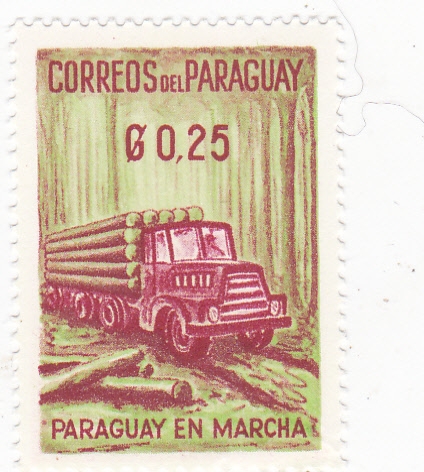 CORREOS DEL PARAGUAY
₲ 0,25
PARAGUAY EN MARCHA